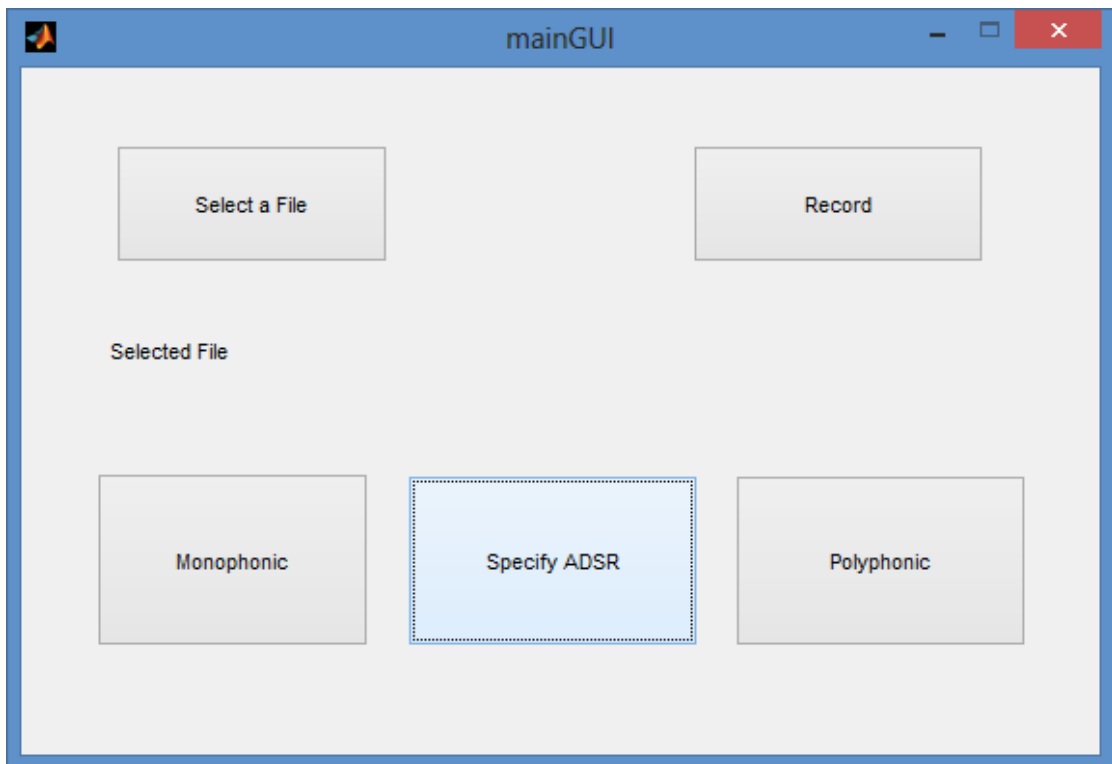 mainGUI
Select a File
Record
Selected File
Monophonic
Specify ADSR
Polyphonic